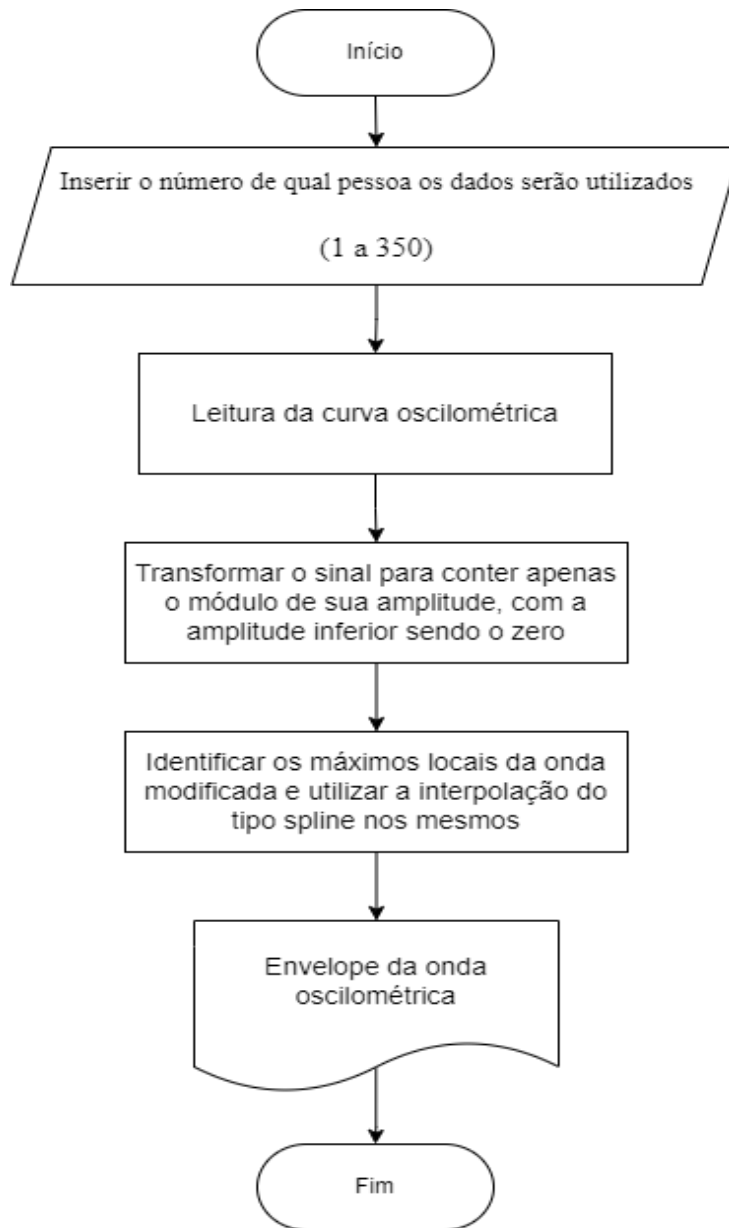 Início
Inserir o número de qual pessoa os dados serão utilizados
(1 a 350)
Leitura da curva oscilométrica
Transformar o sinal para conter apenas
o módulo de sua amplitude, com a
amplitude inferior sendo o zero
Identificar os máximos locais da onda
modificada e utilizar a interpolação do
tipo spline nos mesmos
Envelope da onda
oscilométrica
Fim